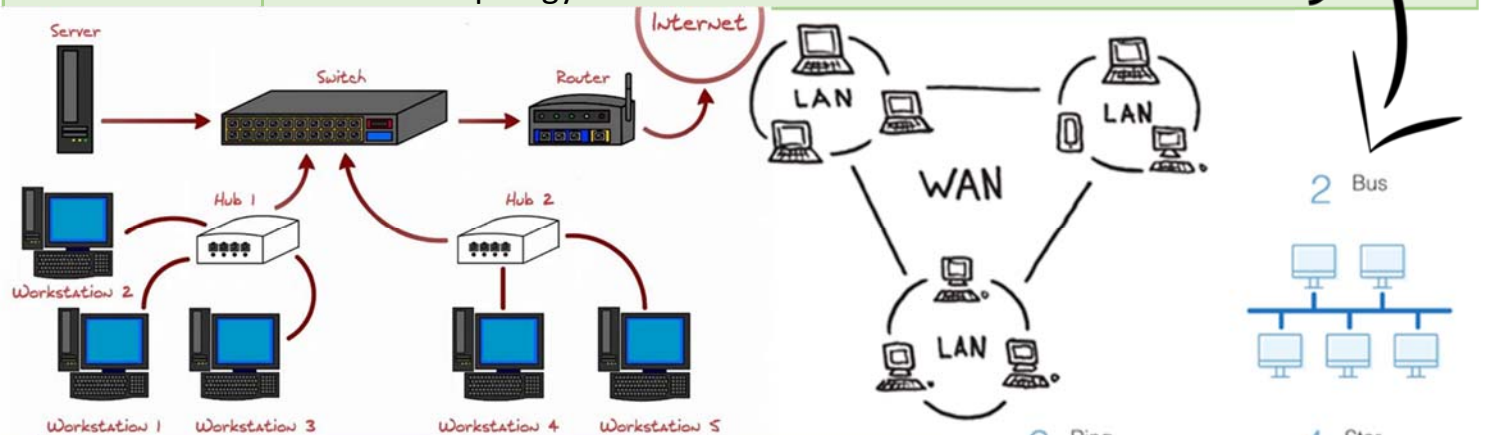 Internet
Server
Switch
Router
Hub 1
Hub 2
Workstation 2
Workstation 1
Workstation 3
Workstation 4
Workstation 5
LAN
LAN
WAN
LAN
2 Bus